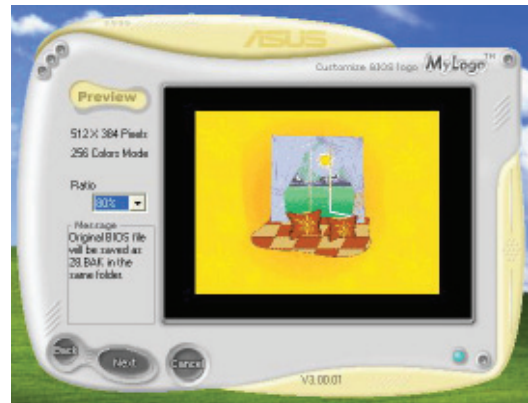 ASUS
Customize BIOS logo MyLogo™
Preview
512 X 384 Pixels
256 Colors Mode
Ratio
80%
Message
Original BIOS file
will be saved as
28.BAK in the
same folder.
Back
Next
Cancel
V3.00.01